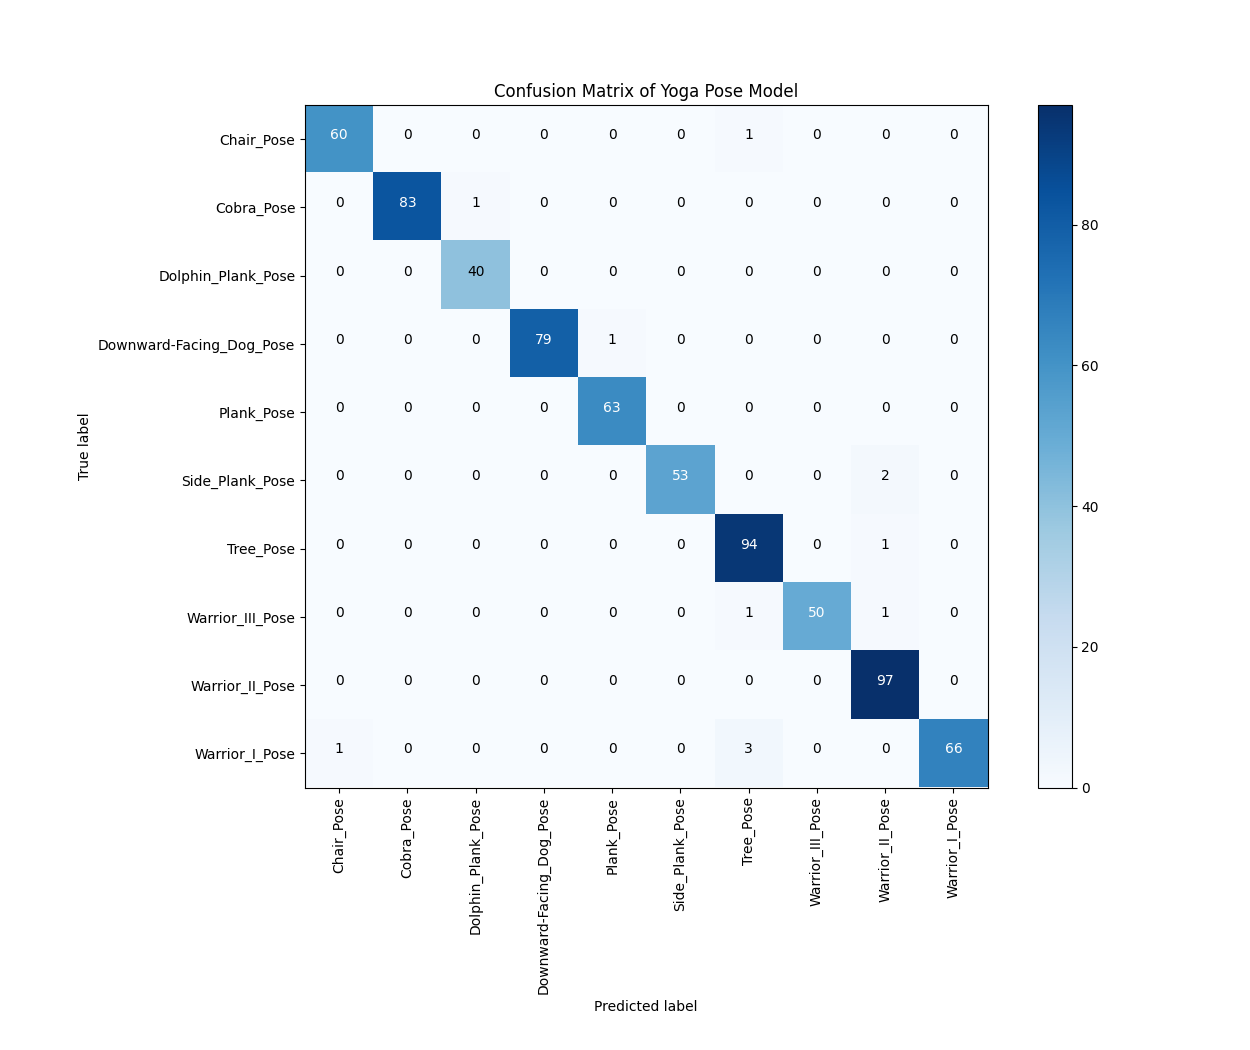 Confusion Matrix of Yoga Pose Model
Chair_Pose 60 0 0 0 0 0 1 0 0 0
Cobra_Pose 0 83 1 0 0 0 0 0 0 0
80
Dolphin_Plank_Pose 0 0 40 0 0 0 0 0 0 0
Downward-Facing_Dog_Pose 0 0 0 79 1 0 0 0 0 0
60
Plank_Pose 0 0 0 0 63 0 0 0 0 0
True label
Side_Plank_Pose 0 0 0 0 0 53 0 0 2 0
40
Tree_Pose 0 0 0 0 0 0 94 0 1 0
Warrior_III_Pose 0 0 0 0 0 0 1 50 1 0
20
Warrior_II_Pose 0 0 0 0 0 0 0 0 97 0
Warrior_I_Pose 1 0 0 0 0 0 3 0 0 66
0
Chair_Pose
Cobra_Pose
Dolphin_Plank_Pose
Downward-Facing_Dog_Pose
Plank_Pose
Side_Plank_Pose
Tree_Pose
Warrior_III_Pose
Warrior_II_Pose
Warrior_I_Pose
Predicted label